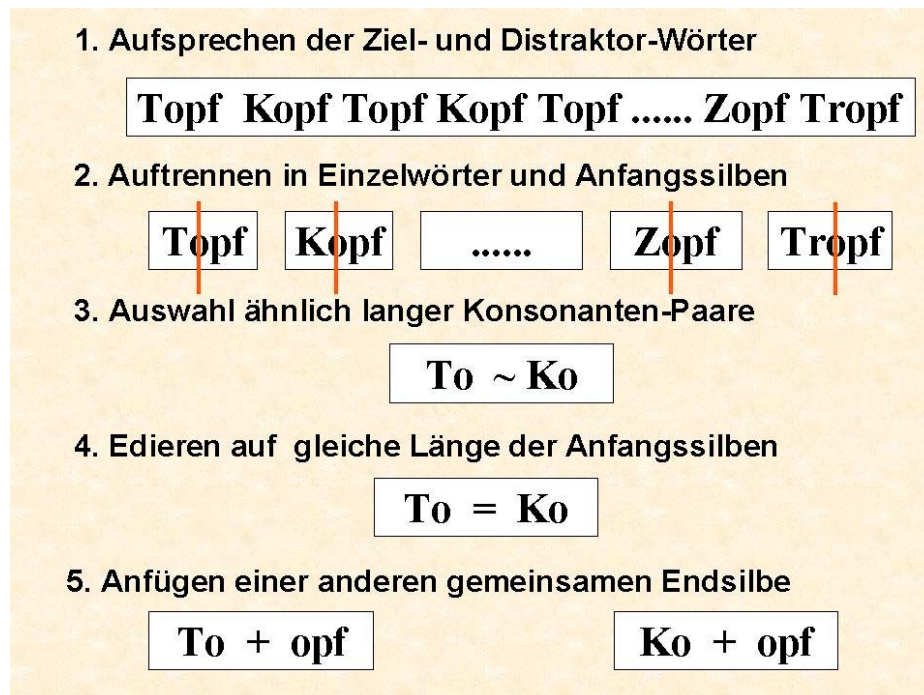 1. Aufsprechen der Ziel- und Distraktor-Wörter
Topf Kopf Topf Kopf Topf ...... Zopf Tropf
2. Auftrennen in Einzelwörter und Anfangssilben
Topf Kopf ...... Zopf Tropf
3. Auswahl ähnlich langer Konsonanten-Paare
To ~ Ko
4. Edieren auf gleiche Länge der Anfangssilben
To = Ko
5. Anfügen einer anderen gemeinsamen Endsilbe
To + opf Ko + opf